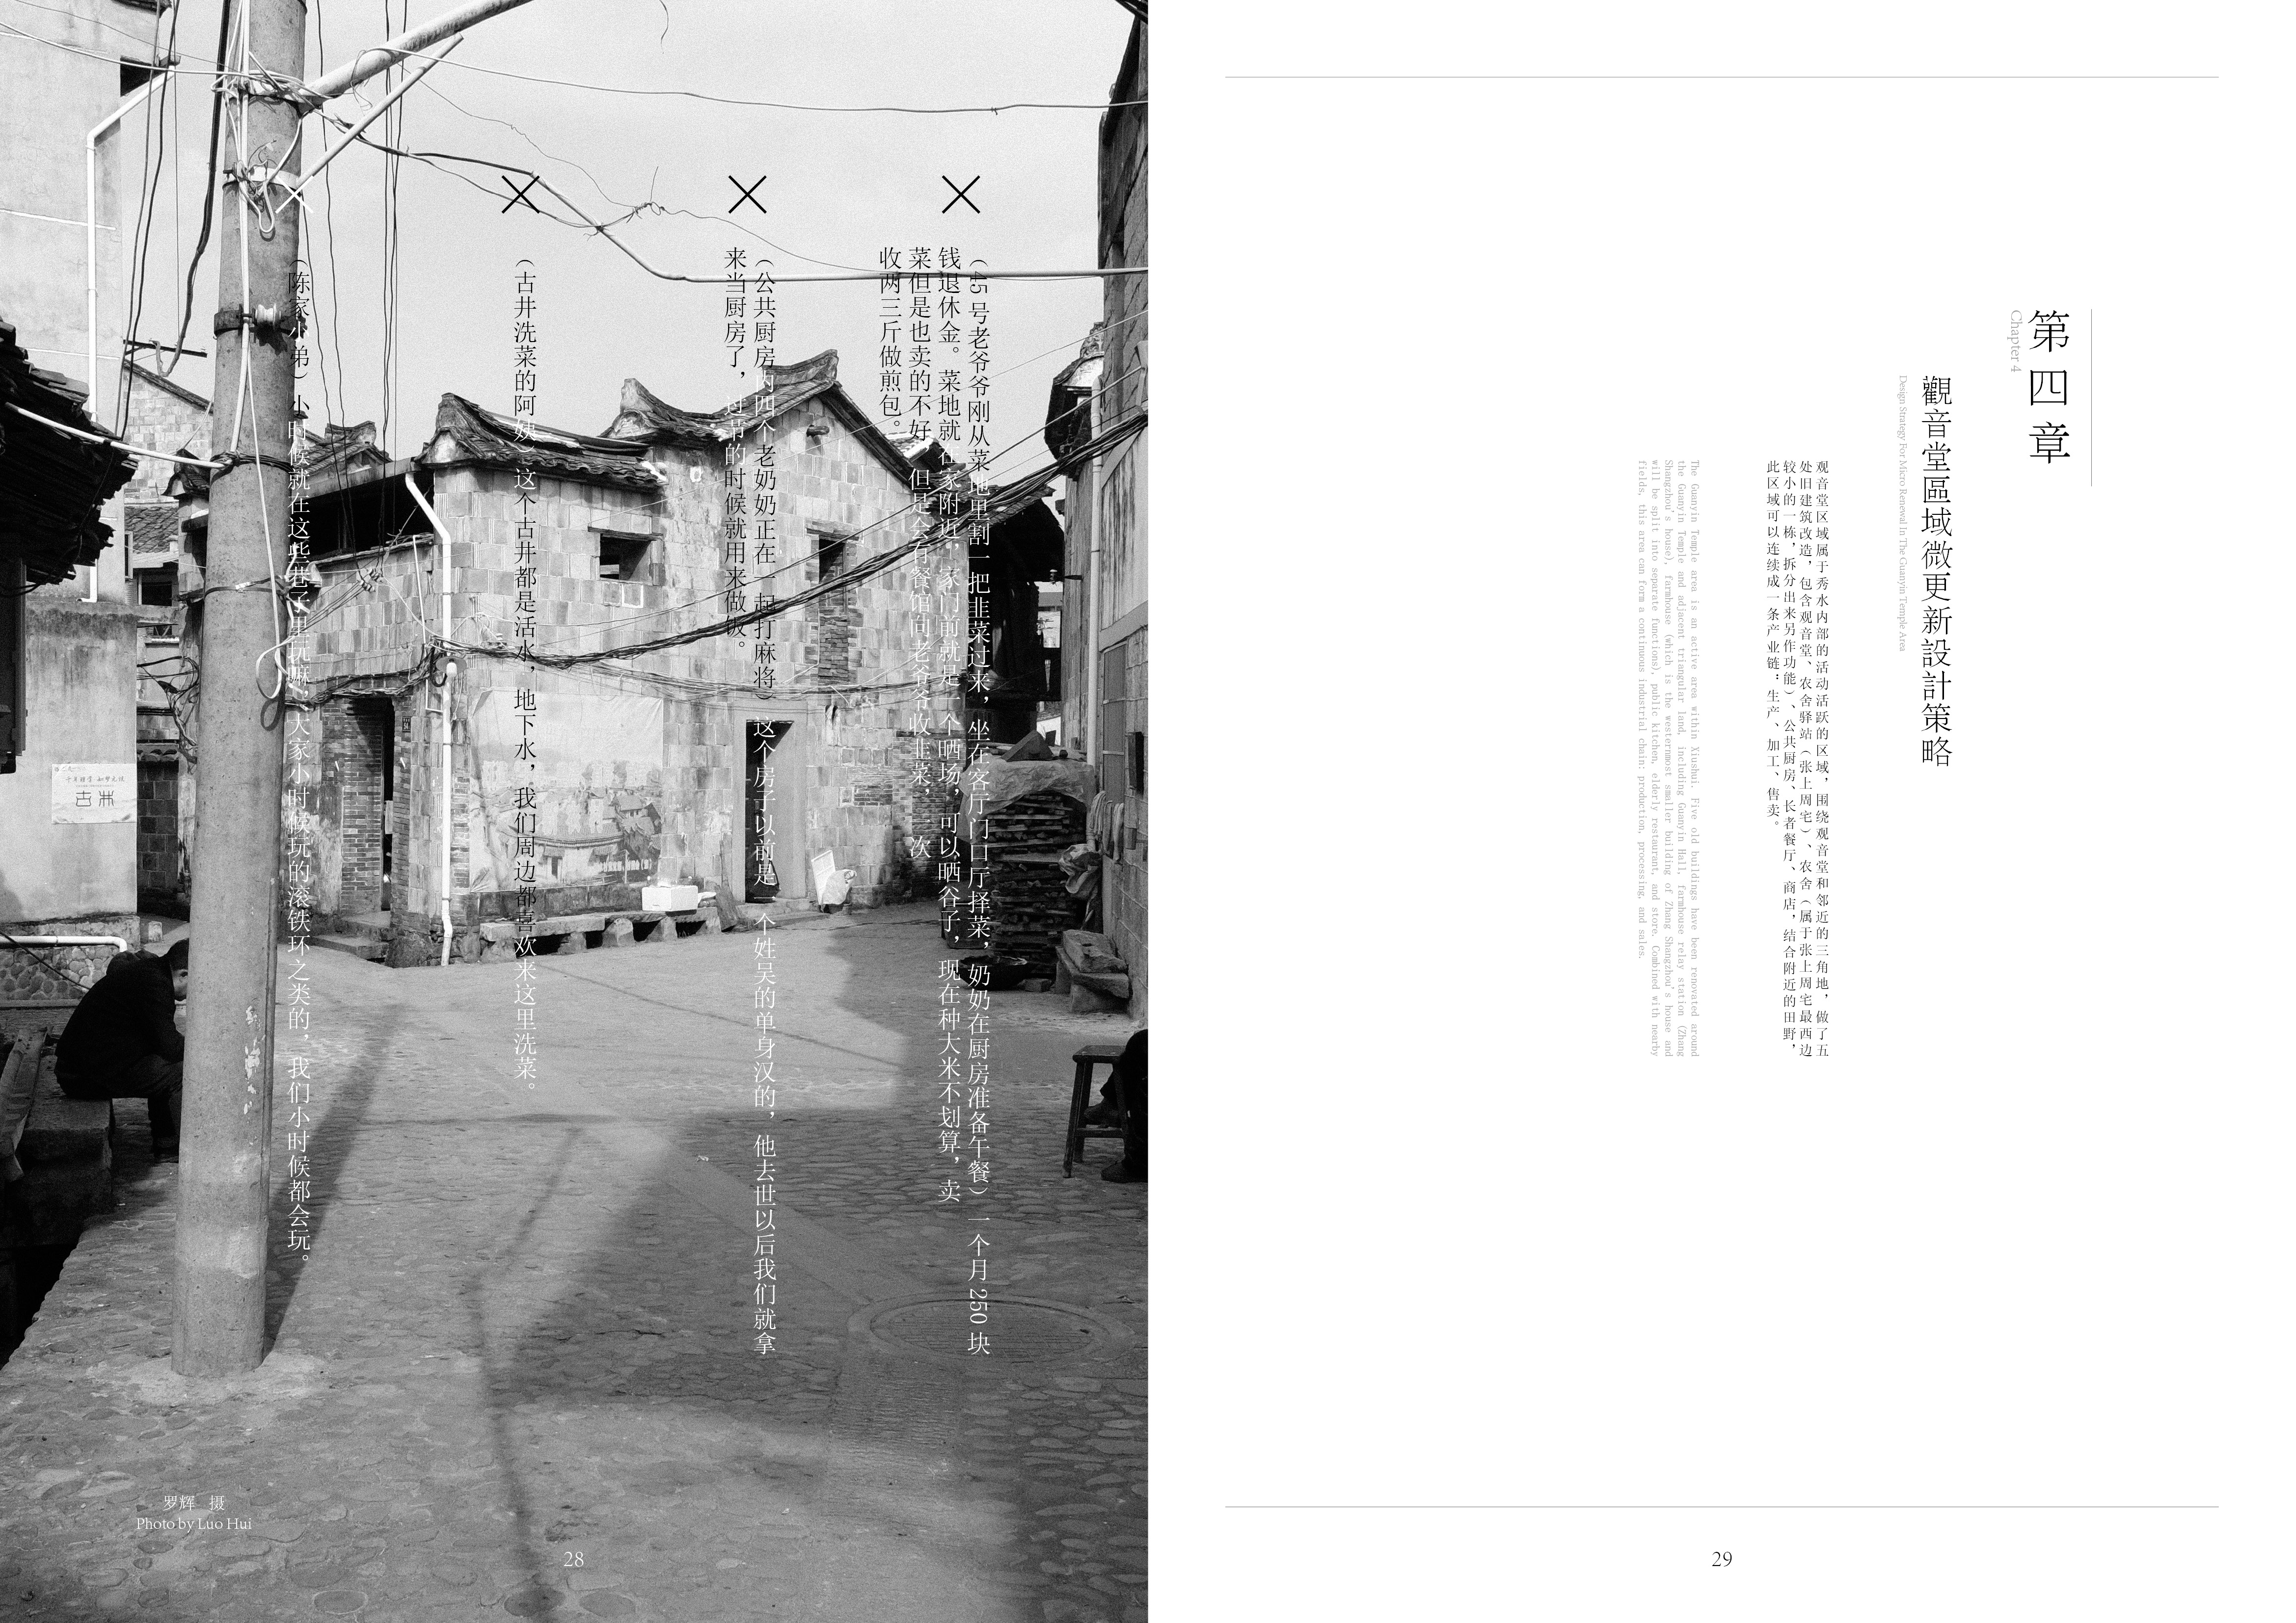 （45 号老爷爷刚从菜地里割一把韭菜过来，坐在客厅门口厅择菜，奶奶在厨房准备午餐）一个月 250 块
钱退休金。菜地就在家附近，家门前就是一个晒场，可以晒谷子，现在种大米不划算，卖
菜但是也卖的不好，但是会有餐馆向老爷爷收韭菜，一次
收两三斤做煎包。
（公共厨房内四个老奶奶正在一起打麻将）这个房子以前是一个姓吴的单身汉的，他去世以后我们就拿
来当厨房了，过节的时候就用来做饭。
（古井洗菜的阿姨）这个古井都是活水，地下水，我们周边都喜欢来这里洗菜。
（陈家小弟）小时候就在这些巷子里玩嘛，大家小时候玩的滚铁环之类的，我们小时候都会玩。
古井
罗辉 摄
Photo by Luo Hui
28
第四章
Chapter 4
觀音堂區域微更新設計策略
Design Strategy For Micro Renewal In The Guanyin Temple Area
观音堂区域属于秀水内部的活动活跃的区域，围绕观音堂和邻近的三角地，做了五
处旧建筑改造，包含观音堂、农舍驿站（张上周宅）、农舍（属于张上周宅最西边
较小的一栋，拆分出来另作功能）、公共厨房、长者餐厅、商店，结合附近的田野，
此区域可以连续成一条产业链：生产、加工、售卖。
The Guanyin Temple area is an active area within Xiushui. Five old buildings have been renovated around
the Guanyin Temple and adjacent triangular land, including Guanyin Hall, farmhouse relay station (Zhang
Shangzhou's house), farmhouse (which is the westernmost smaller building of Zhang Shangzhou's house and
will be split into separate functions), public kitchen, elderly restaurant, and store. Combined with nearby
fields, this area can form a continuous industrial chain: production, processing, and sales.
29